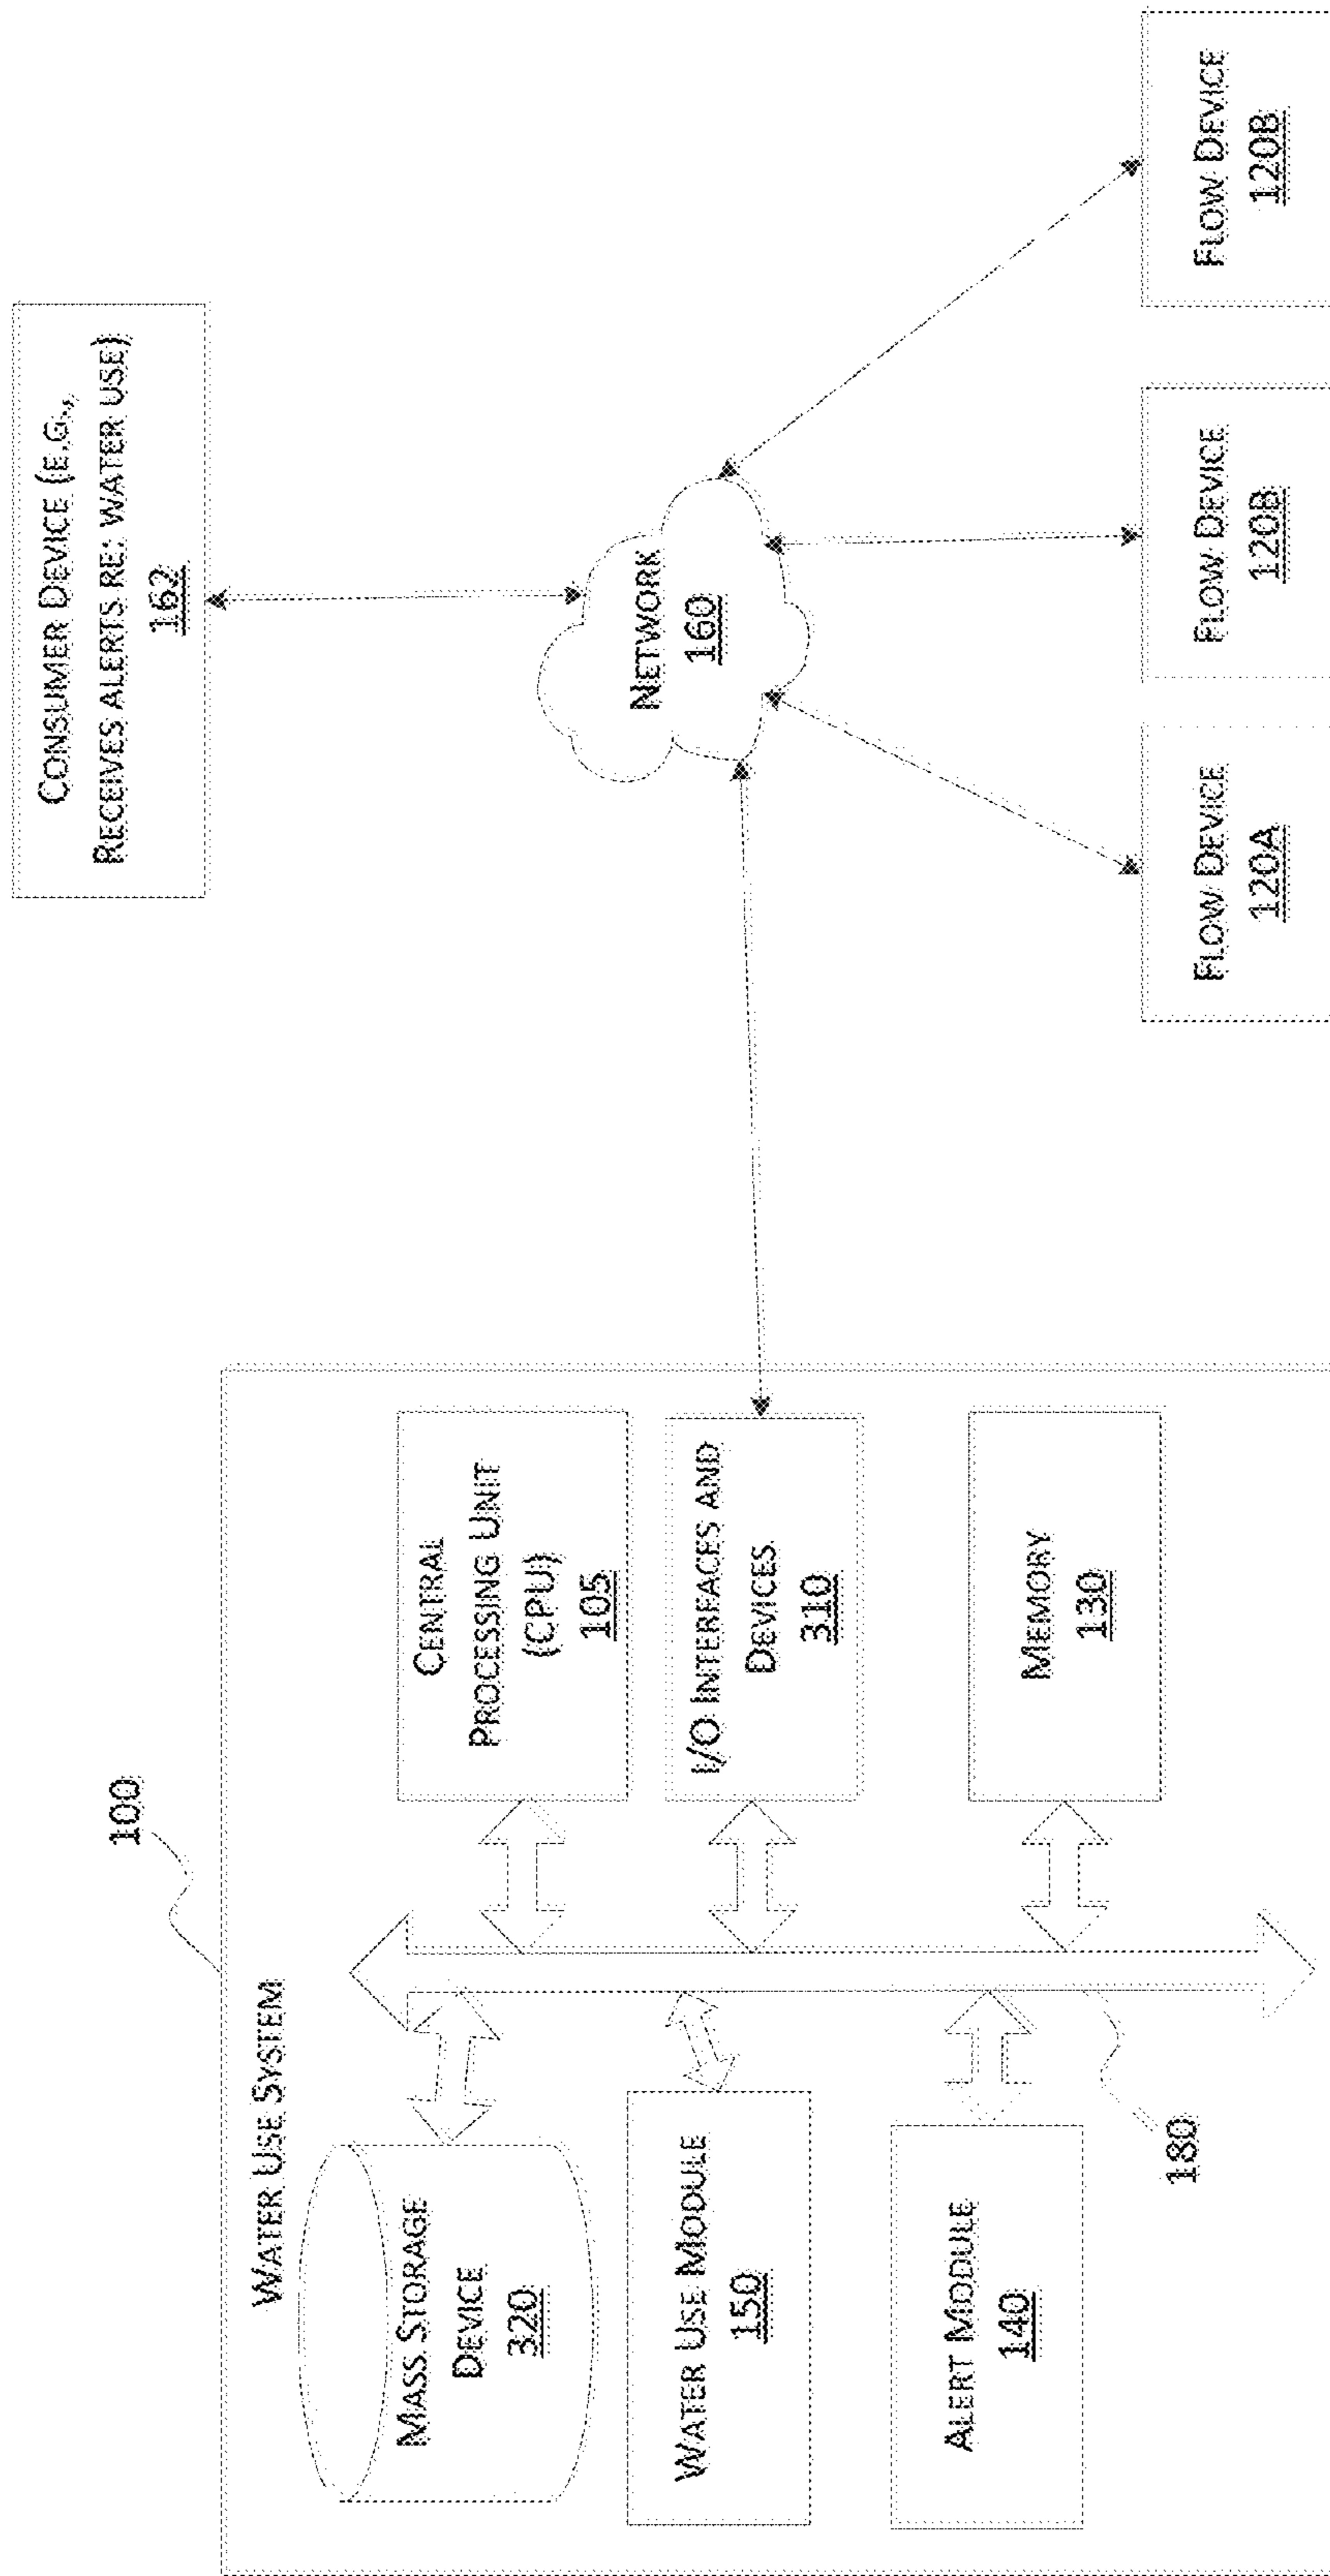 100
WATER USE SYSTEM
MASS STORAGE
DEVICE
320
WATER USE MODULE
150
ALERT MODULE
140
180
CENTRAL
PROCESSING UNIT
(CPU)
105
I/O INTERFACES AND
DEVICES
310
MEMORY
130
CONSUMER DEVICE (E.G.,
RECEIVES ALERTS RE: WATER USE)
162
NETWORK
160
FLOW DEVICE
120A
FLOW DEVICE
120B
FLOW DEVICE
120B